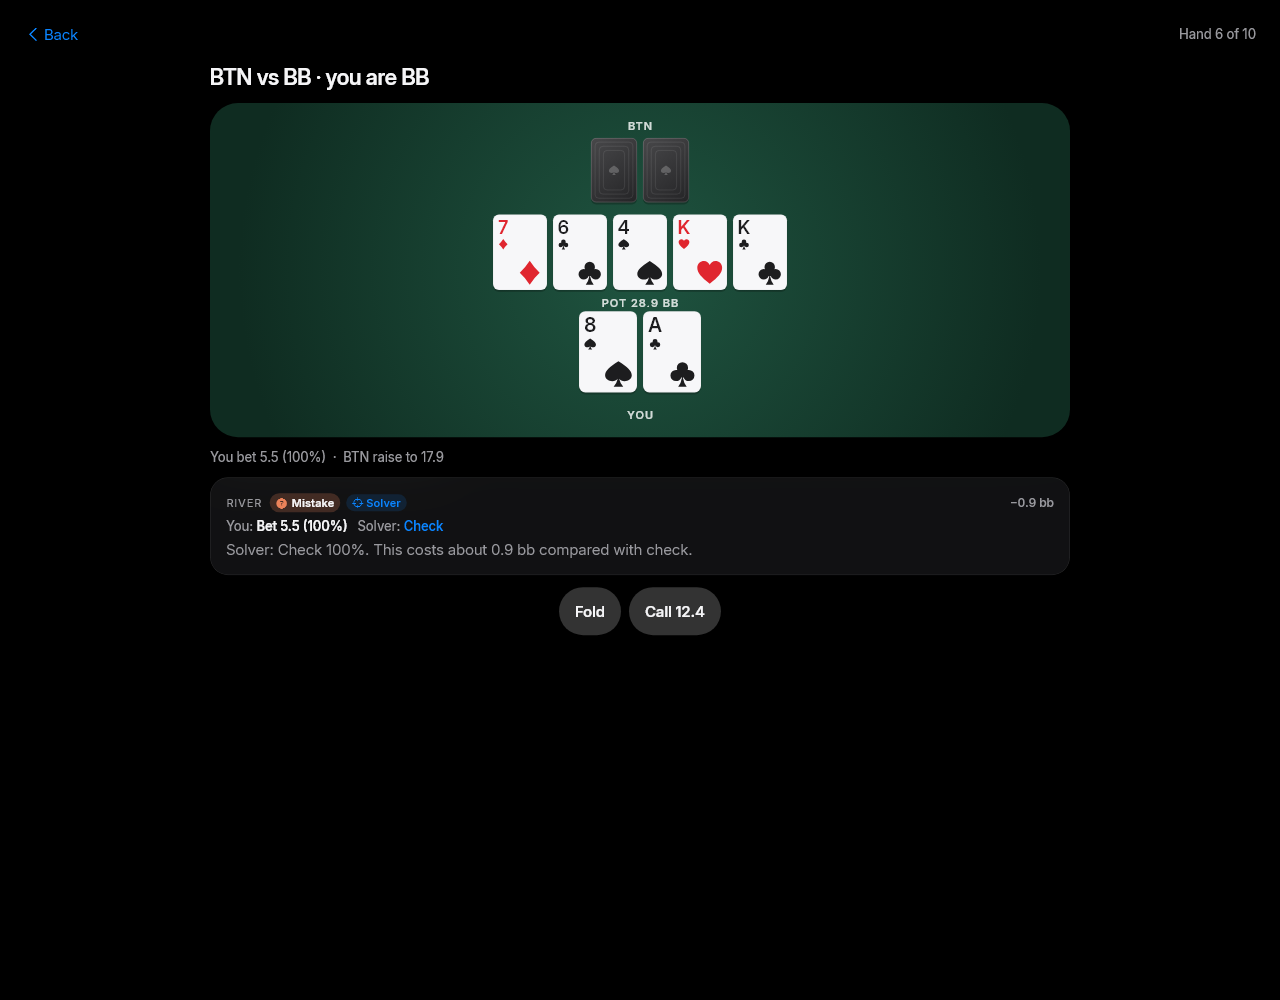 Back
Hand 6 of 10
BTN vs BB · you are BB
BTN
7 6 4 K K
POT 28.9 BB
8 A
YOU
You bet 5.5 (100%) · BTN raise to 17.9
RIVER Mistake Solver −0.9 bb
You: Bet 5.5 (100%) Solver: Check
Solver: Check 100%. This costs about 0.9 bb compared with check.
Fold Call 12.4